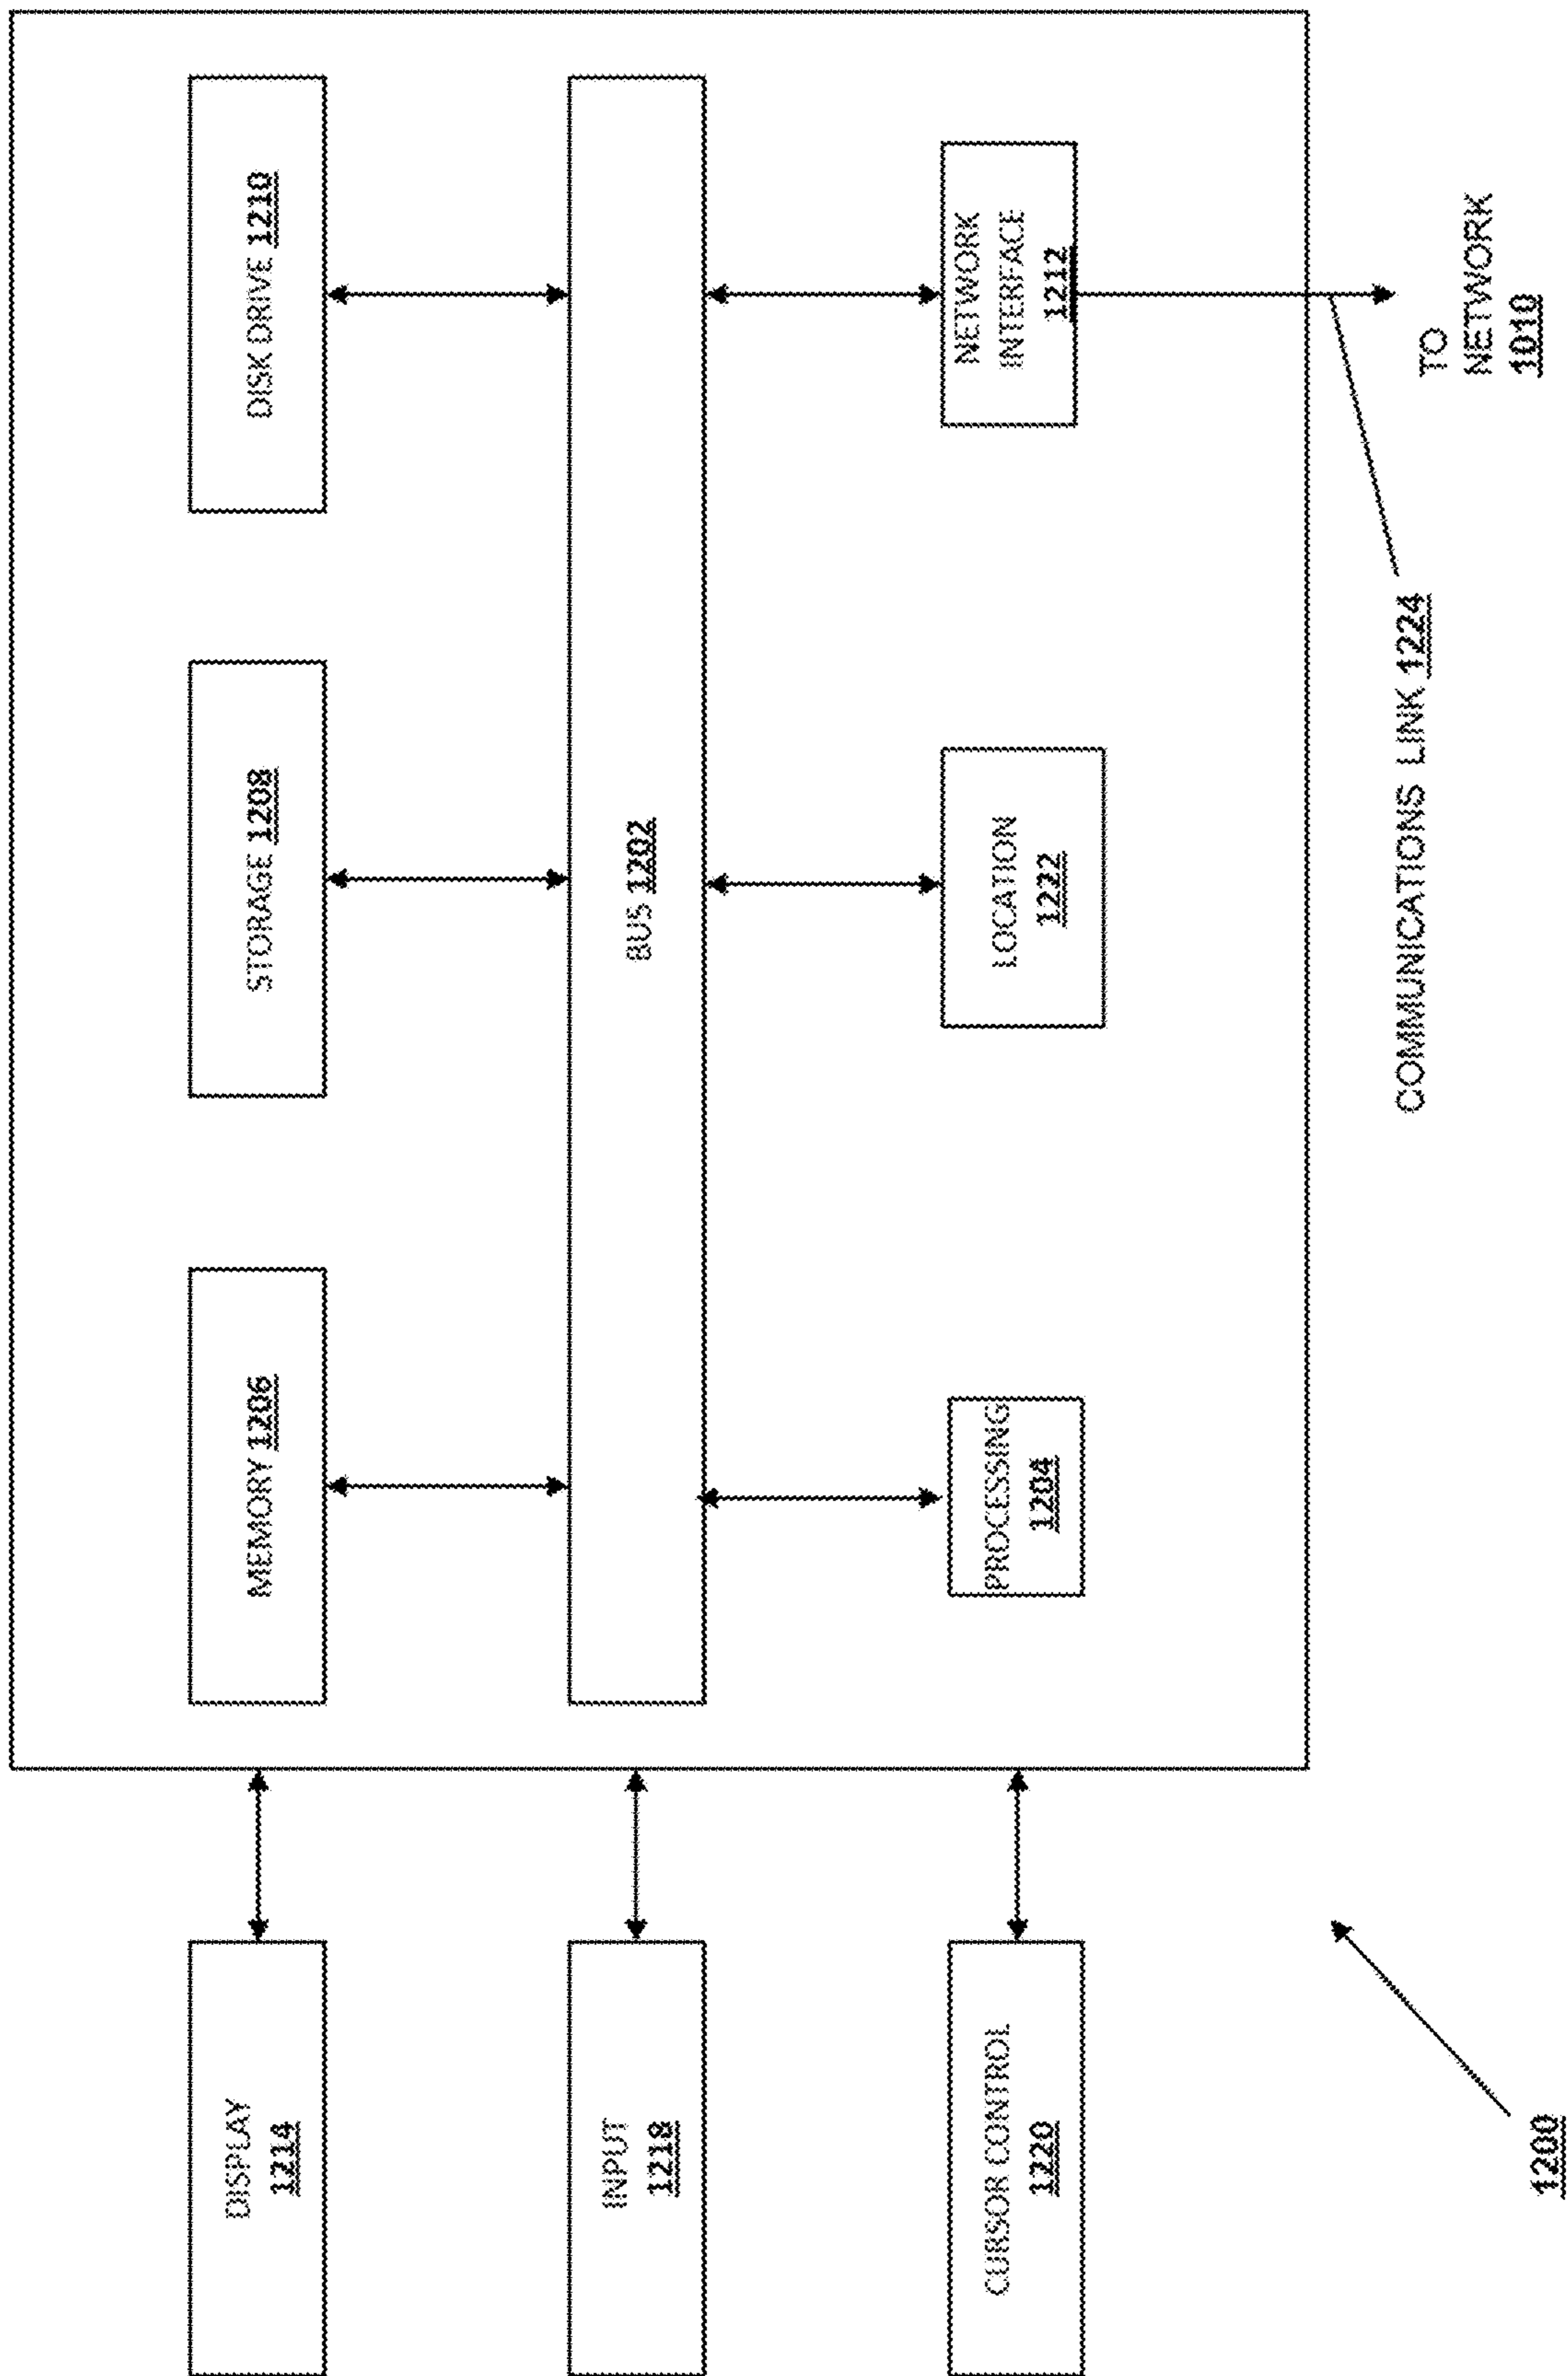 DISPLAY
1214
MEMORY 1206
STORAGE 1208
DISK DRIVE 1210
INPUT
1218
BUS 1202
CURSOR CONTROL
1220
PROCESSING
1204
LOCATION
1222
NETWORK
INTERFACE
1212
COMMUNICATIONS LINK 1224
TO
NETWORK
1010
1200